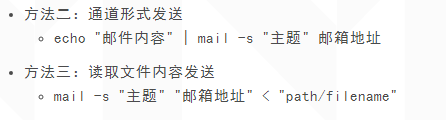 方法二：通道形式发送
echo "邮件内容" | mail -s "主题" 邮箱地址
方法三：读取文件内容发送
mail -s "主题" "邮箱地址" < "path/filename"